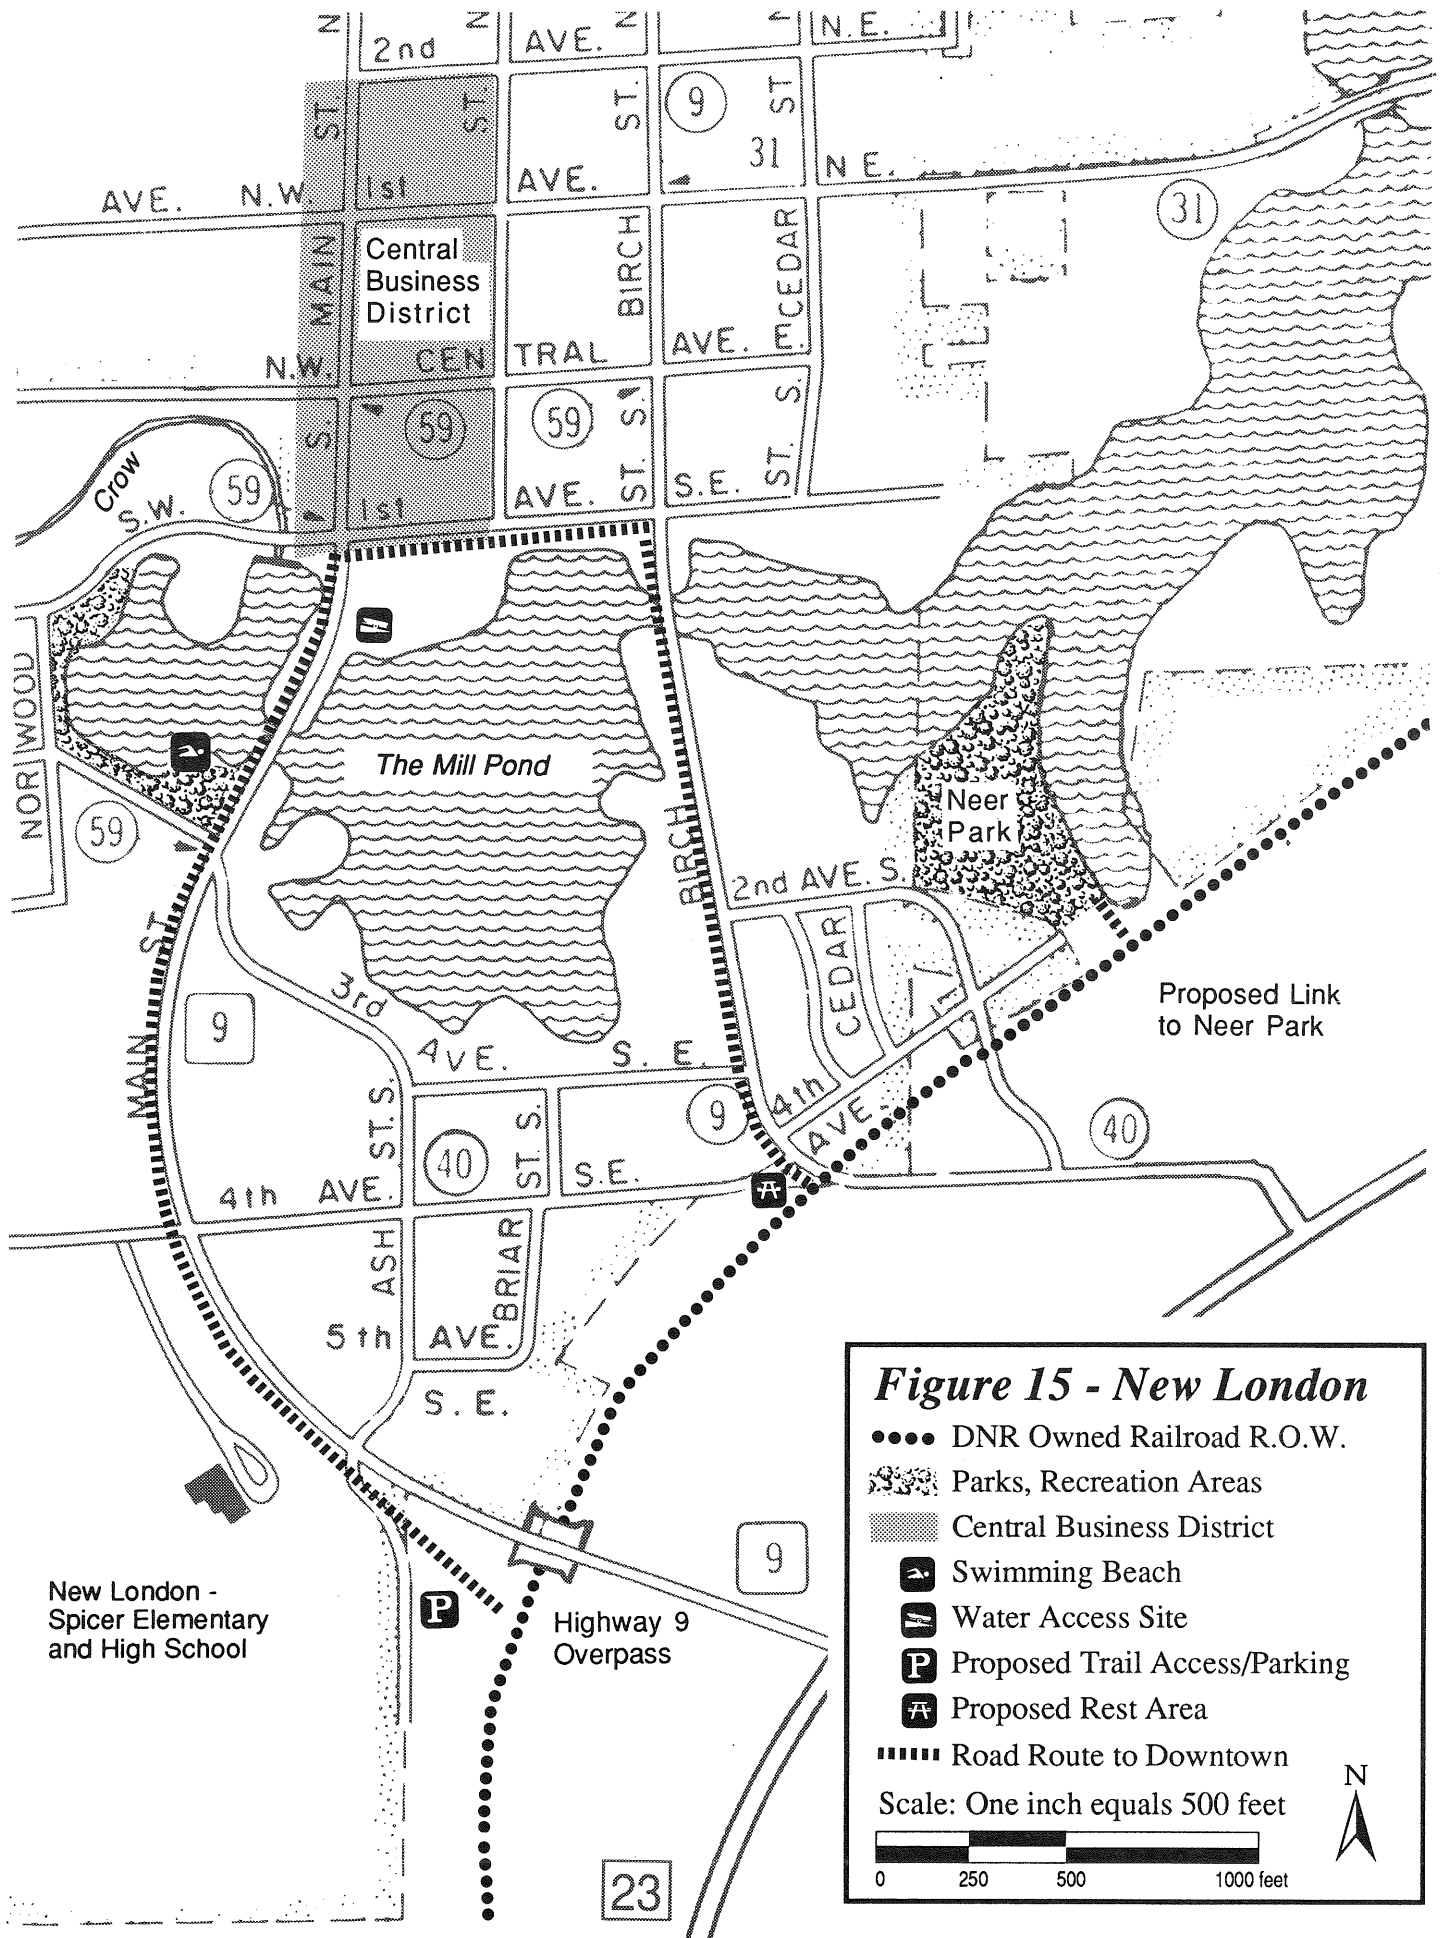 N
2nd
N
AVE.
N
N
N.E.
ST.
ST.
ST.
9
ST
31
AVE.
N.W.
1st
AVE.
N E.
31
MAIN
Central
Business
District
BIRCH
CEDAR
N.W.
CEN
TRAL
AVE.
E.
S.
59
59
S.
S.
Crow
S.W.
59
1st
AVE.
ST.
S.E.
ST.
NOR WOOD
The Mill Pond
BIRCH
Neer
Park
59
2nd AVE. S.
CEDAR
MAIN ST
9
3rd
AVE.
S. E.
Proposed Link
to Neer Park
9
4th
AVE.
40
ST. S.
40
ST. S.
S.E.
4th
AVE.
ASH
BRIAR
5th
AVE.
S. E.
New London -
Spicer Elementary
and High School
P
Highway 9
Overpass
9
23
Figure 15 - New London
DNR Owned Railroad R.O.W.
Parks, Recreation Areas
Central Business District
Swimming Beach
Water Access Site
P Proposed Trail Access/Parking
Proposed Rest Area
Road Route to Downtown
N
Scale: One inch equals 500 feet
0 250 500 1000 feet